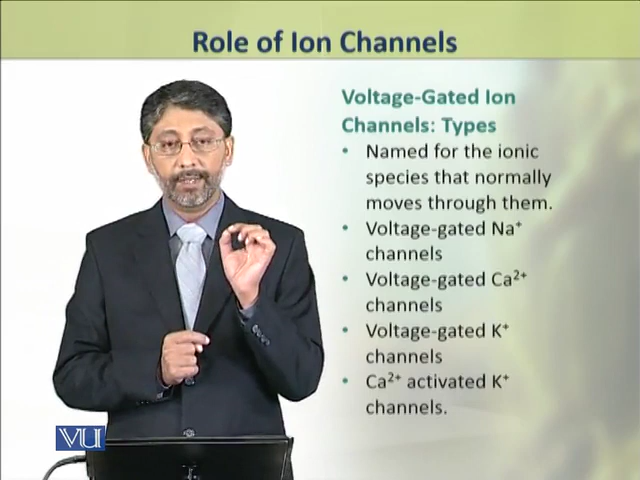 Role of Ion Channels
Voltage-Gated Ion
Channels: Types
• Named for the ionic
species that normally
moves through them.
• Voltage-gated Na⁺
channels
• Voltage-gated Ca²⁺
channels
• Voltage-gated K⁺
channels
• Ca²⁺ activated K⁺
channels.
VU